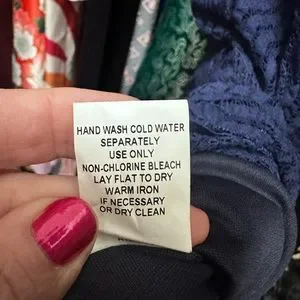 HAND WASH COLD WATER
SEPARATELY
USE ONLY
NON-CHLORINE BLEACH
LAY FLAT TO DRY
WARM IRON
IF NECESSARY
OR DRY CLEAN